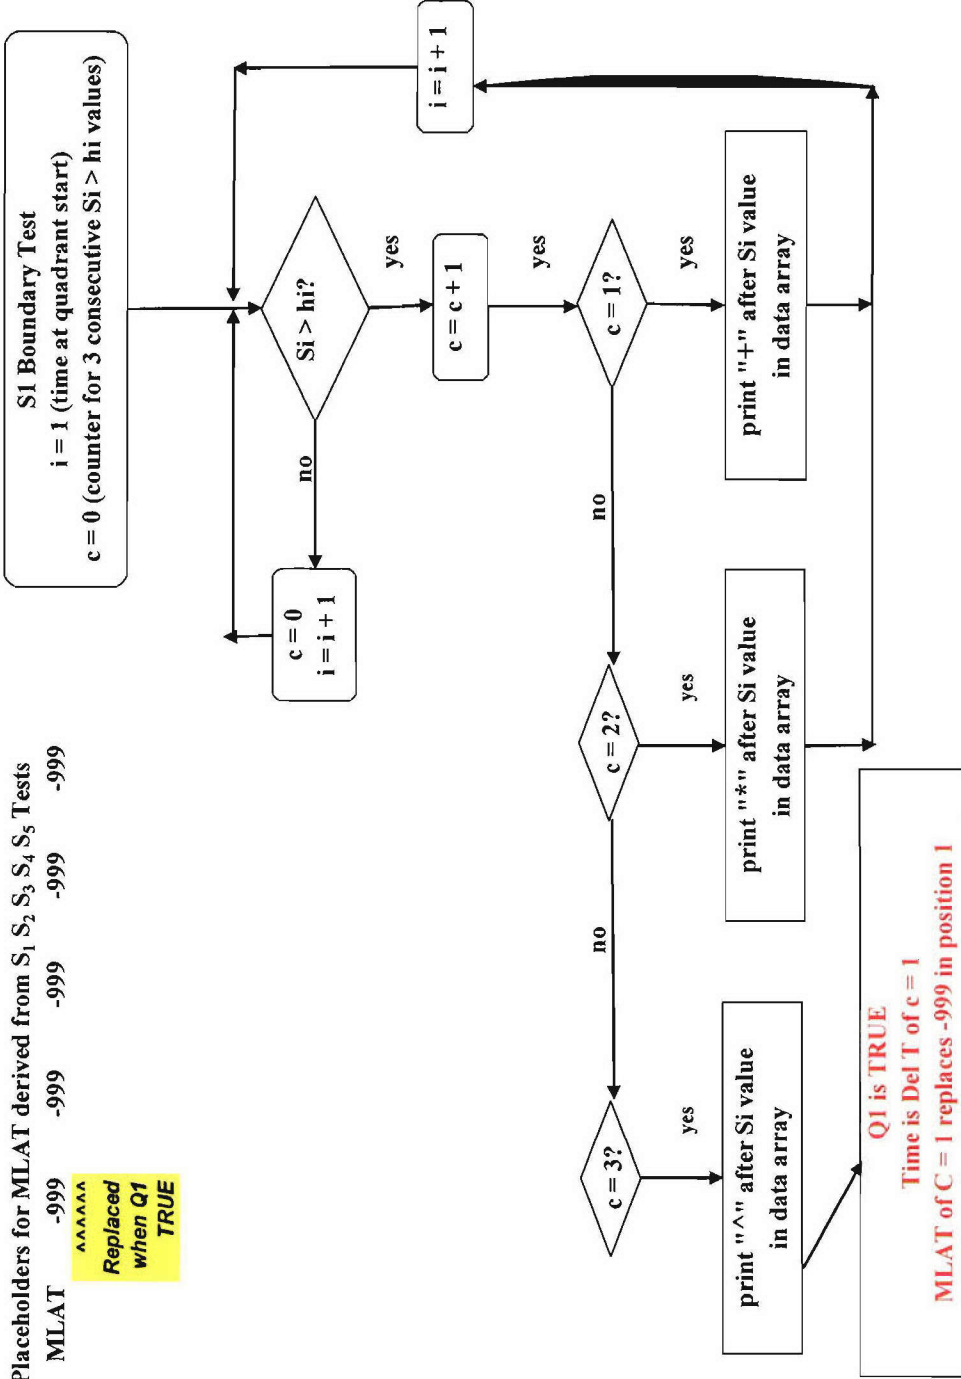 Placeholders for MLAT derived from S1 S2 S3 S4 S5 Tests
MLAT -999 -999 -999 -999 -999
^^^^^^
Replaced
when Q1
TRUE
S1 Boundary Test
i = 1 (time at quadrant start)
c = 0 (counter for 3 consecutive Si > hi values)
c = 0
i = i + 1
no
Si > hi?
i = i + 1
yes
c = c + 1
yes
c = 3?
no
c = 2?
no
c = 1?
yes
yes
yes
print "^" after Si value
in data array
print "*" after Si value
in data array
print "+" after Si value
in data array
Q1 is TRUE
Time is Del T of c = 1
MLAT of C = 1 replaces -999 in position 1